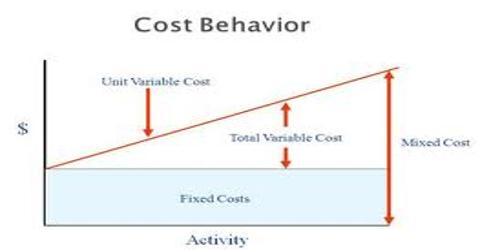 Cost Behavior
Unit Variable Cost
$
Total Variable Cost
Mixed Cost
Fixed Costs
Activity